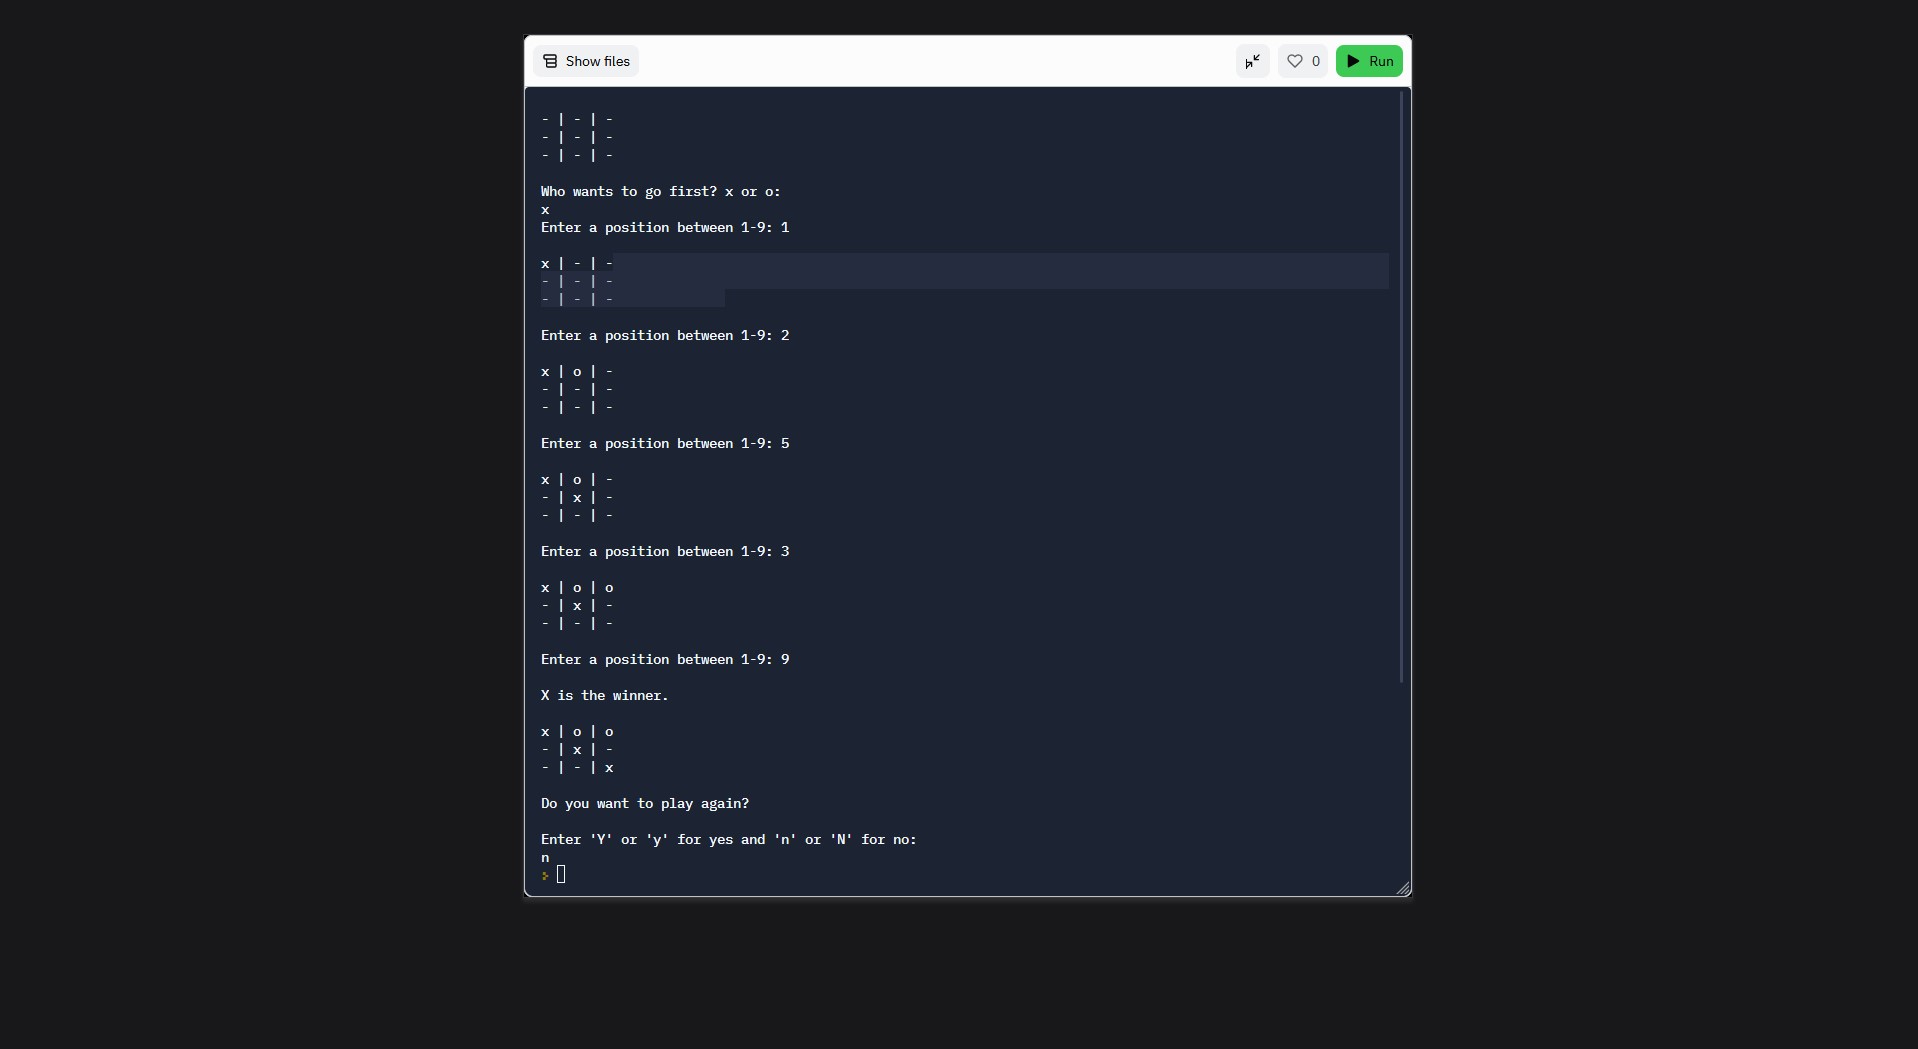 Show files
0
Run
- | - | -
- | - | -
- | - | -
Who wants to go first? x or o:
x
Enter a position between 1-9: 1
x | - | -
- | - | -
- | - | -
Enter a position between 1-9: 2
x | o | -
- | - | -
- | - | -
Enter a position between 1-9: 5
x | o | -
- | x | -
- | - | -
Enter a position between 1-9: 3
x | o | o
- | x | -
- | - | -
Enter a position between 1-9: 9
X is the winner.
x | o | o
- | x | -
- | - | x
Do you want to play again?
Enter 'Y' or 'y' for yes and 'n' or 'N' for no:
n